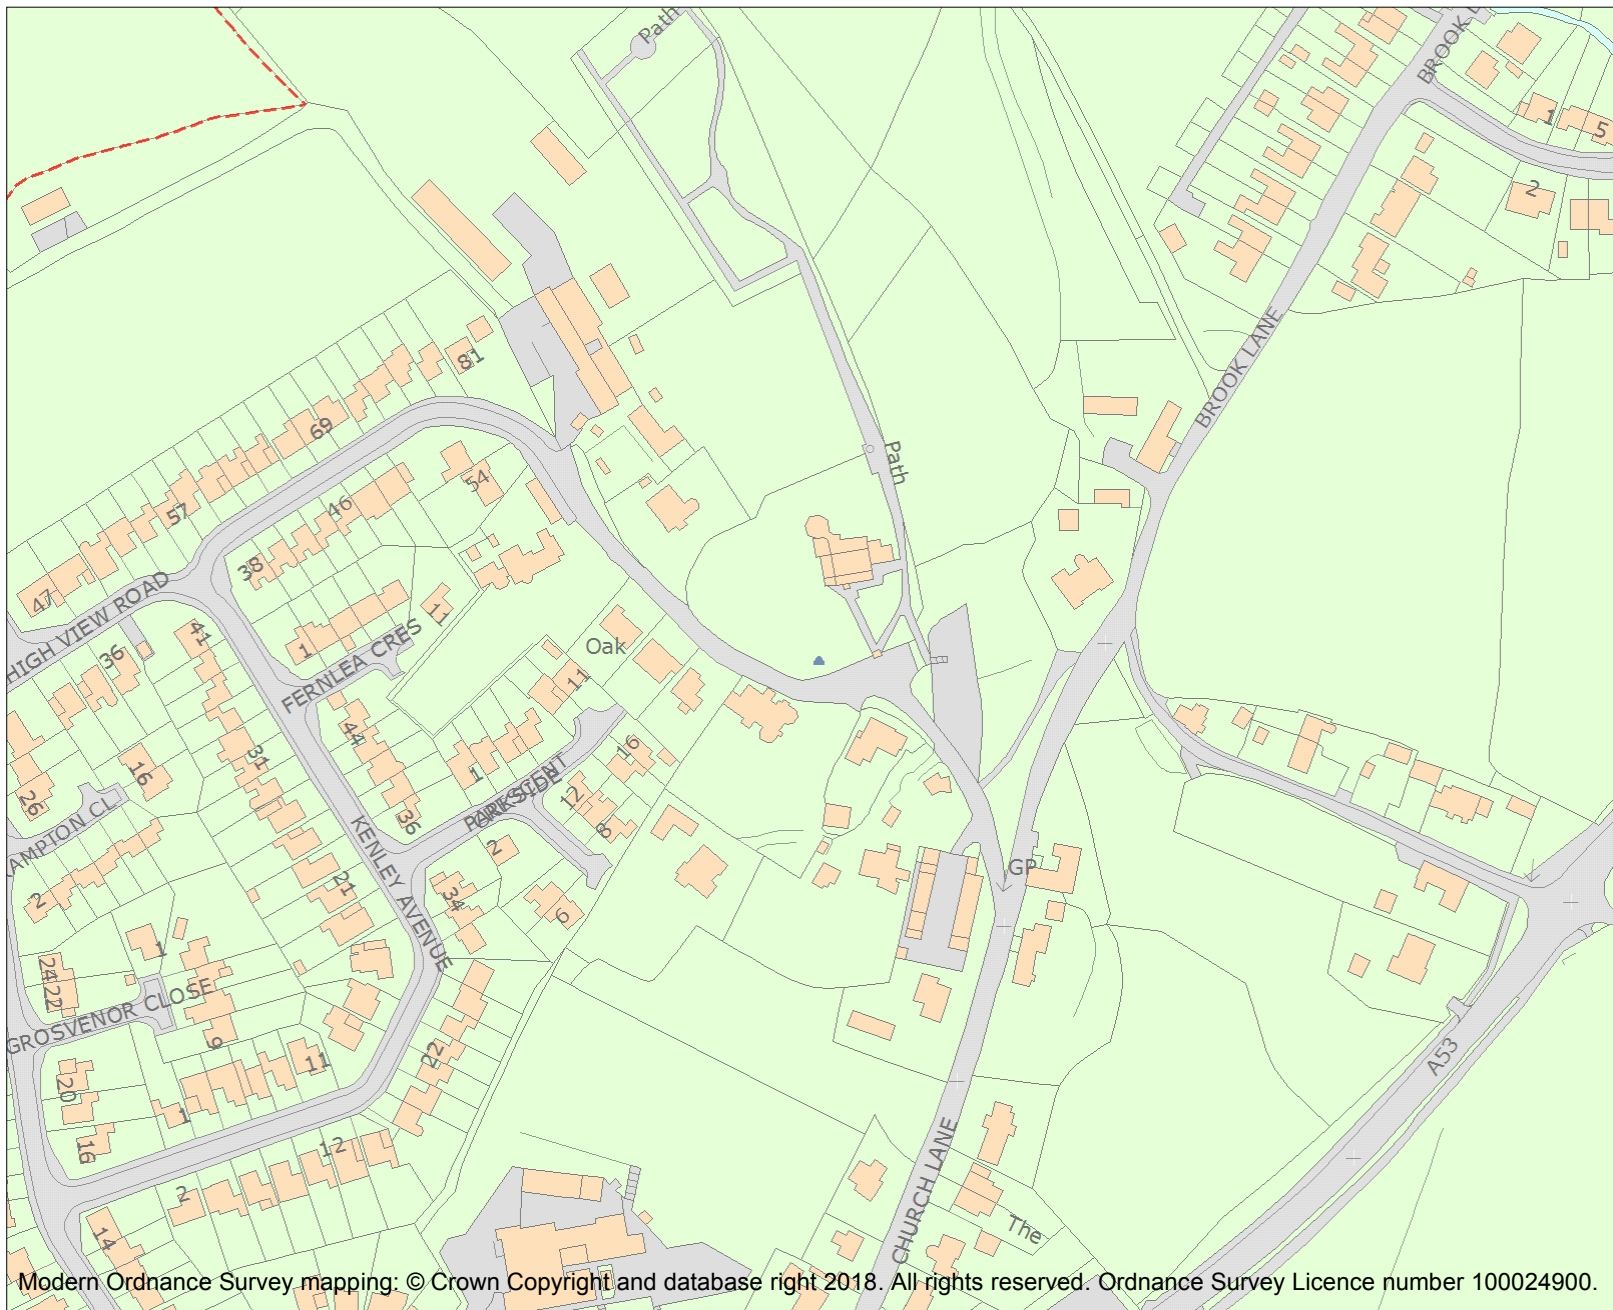 Path
BROOK L
1
5
2
BROOK LANE
81
69
57
46
54
Path
38
47
HIGH VIEW ROAD
41
36
1
11
FERNLEA CRES
Oak
11
44
31
16
16
1
26
12
AMPION CL
36
8
2
KENLEY AVENUE
GP
21
34
2
6
1
24
22
GROSVENOR CLOSE
9
22
11
A53
20
1
16
12
CHURCH LANE
2
The
14
Modern Ordnance Survey mapping: © Crown Copyright and database right 2018. All rights reserved. Ordnance Survey Licence number 100024900.